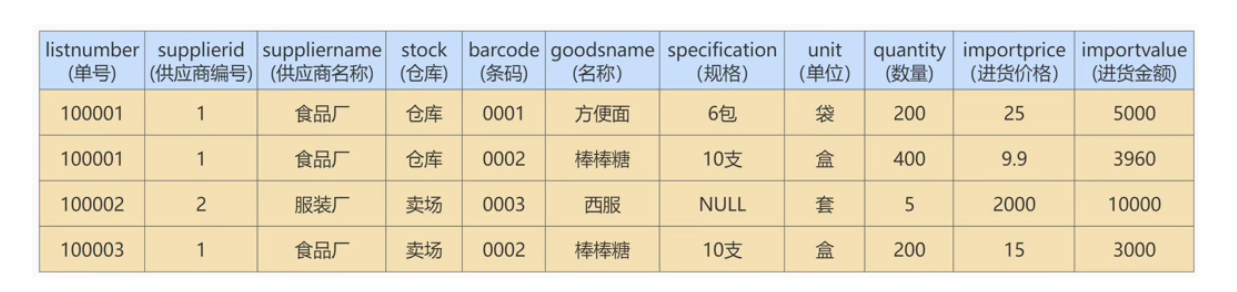 listnumber supplierid suppliername stock barcode goodsname specification unit quantity importprice importvalue
(单号) (供应商编号) (供应商名称) (仓库) (条码) (名称) (规格) (单位) (数量) (进货价格) (进货金额)
100001 1 食品厂 仓库 0001 方便面 6包 袋 200 25 5000
100001 1 食品厂 仓库 0002 棒棒糖 10支 盒 400 9.9 3960
100002 2 服装厂 卖场 0003 西服 NULL 套 5 2000 10000
100003 1 食品厂 卖场 0002 棒棒糖 10支 盒 200 15 3000